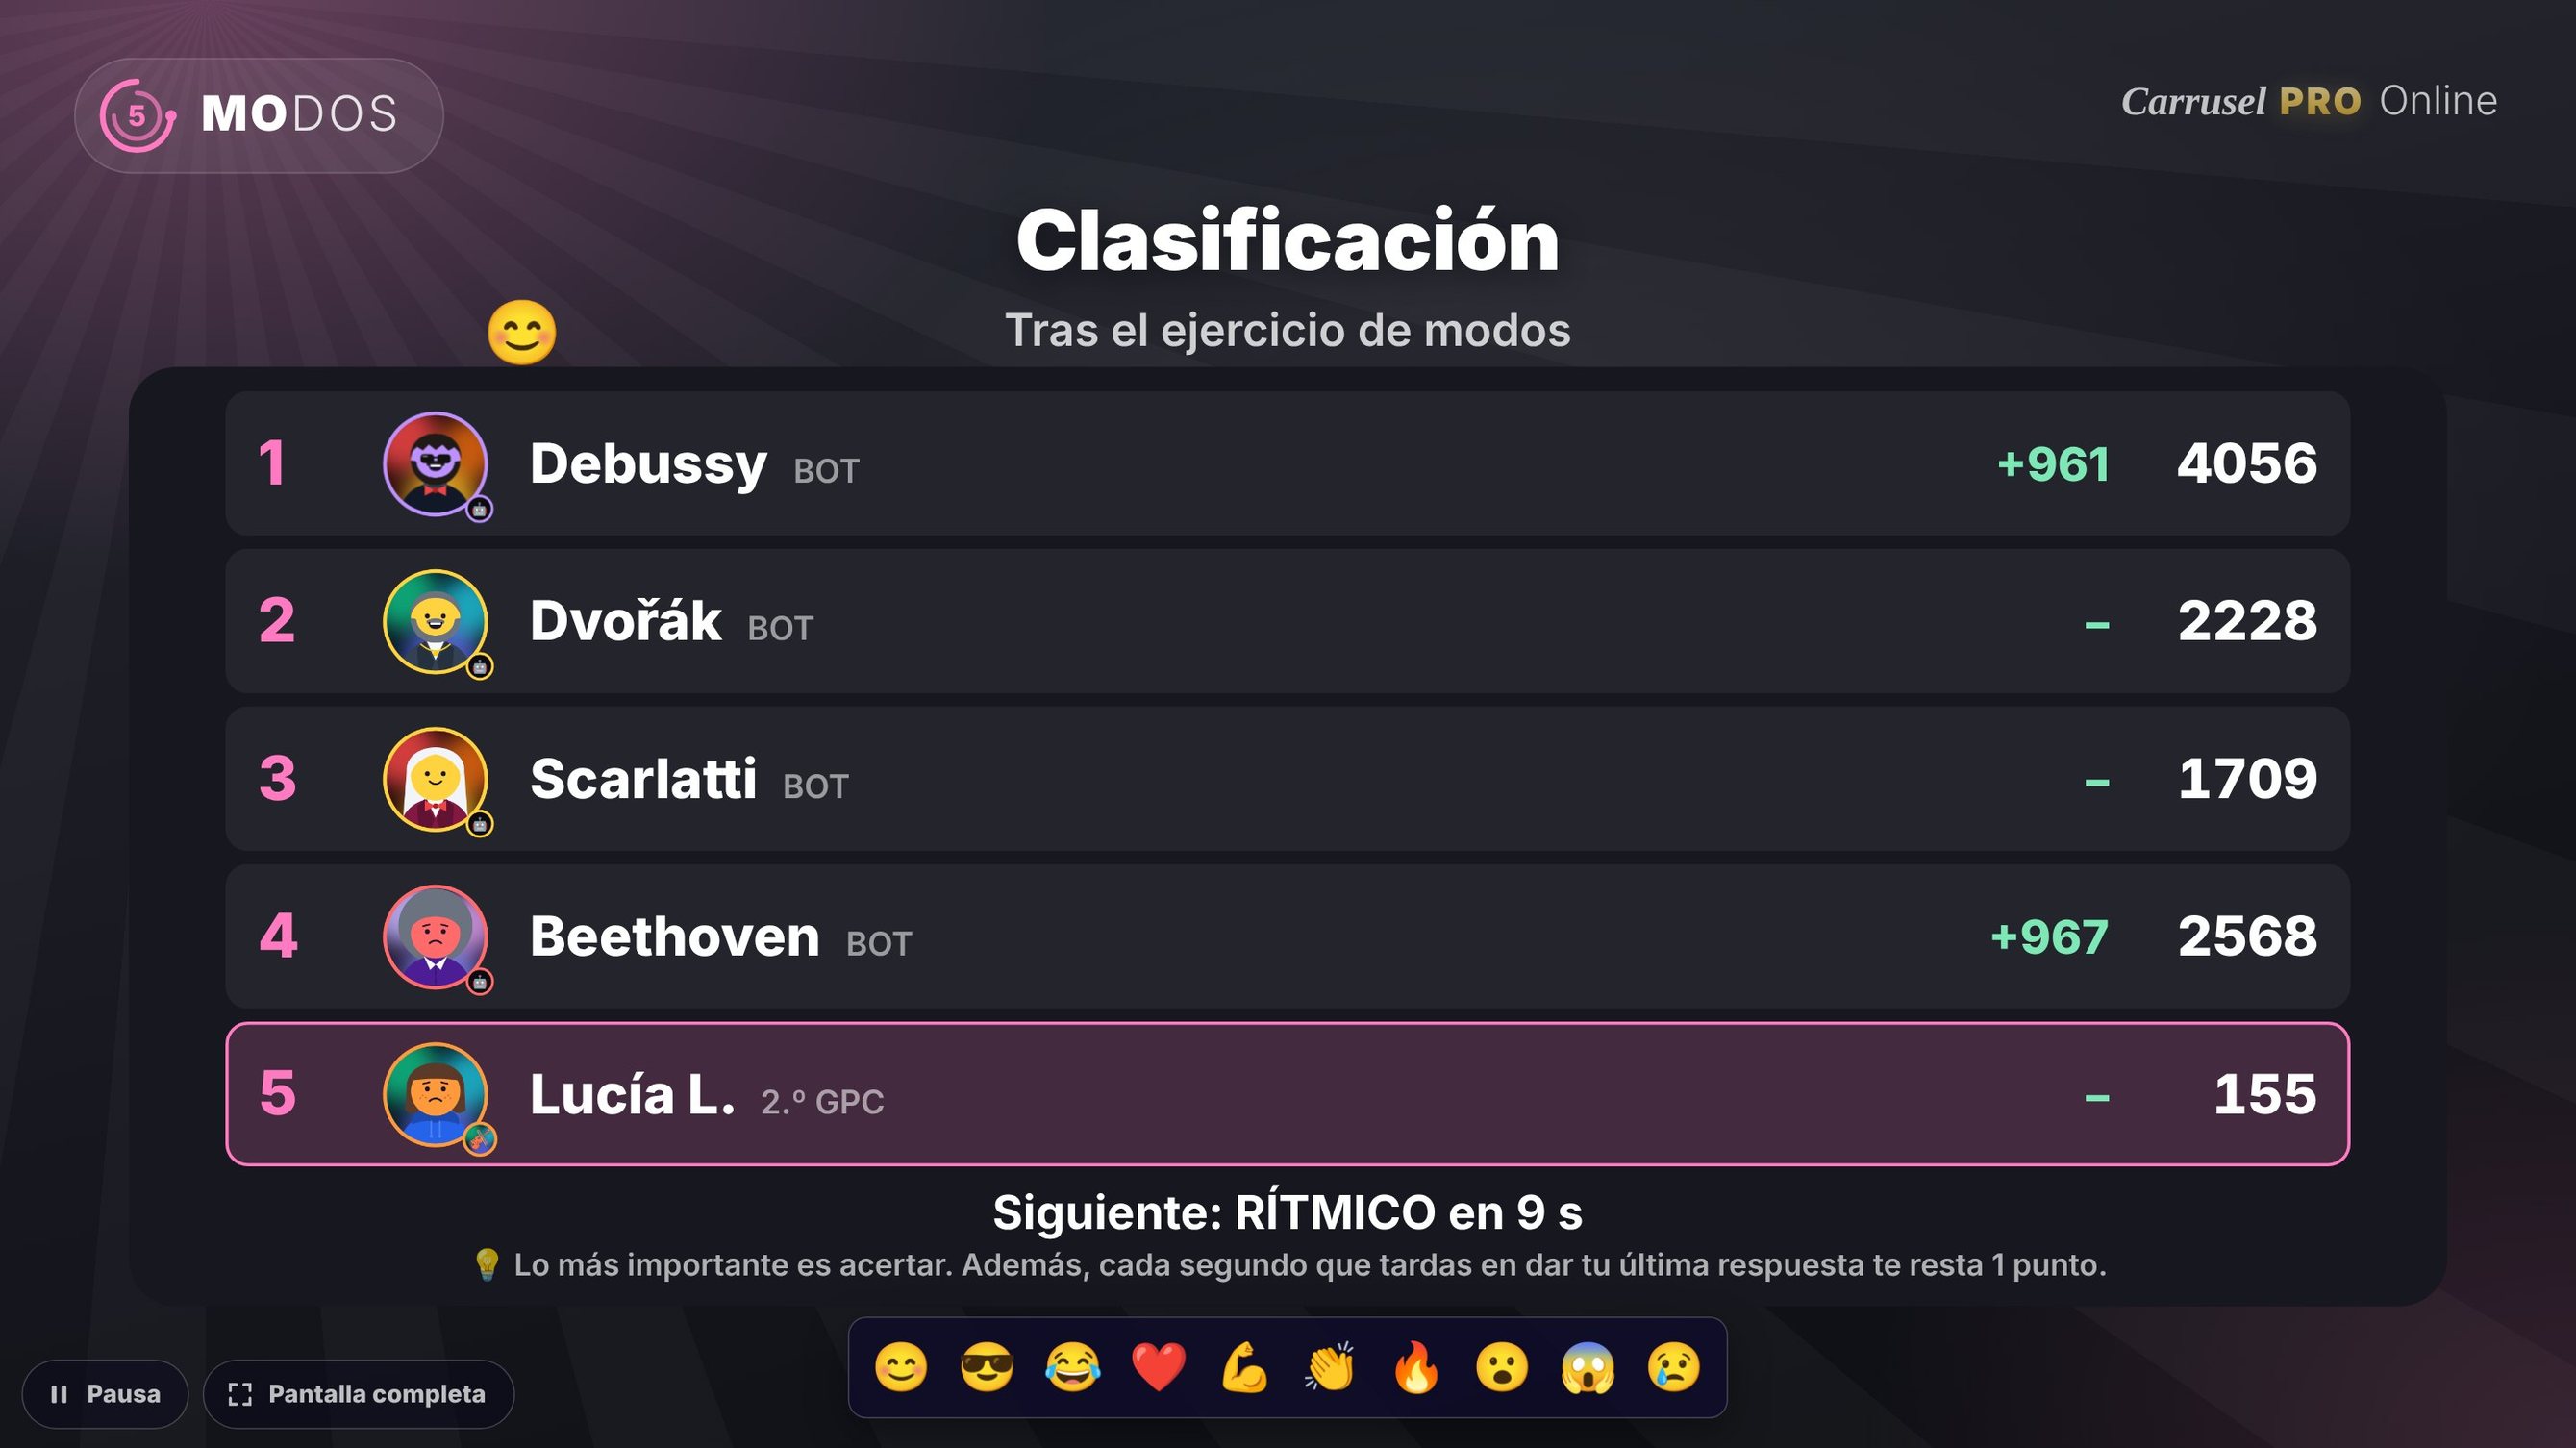 5 MODOS
Carrusel PRO Online
Clasificación
Tras el ejercicio de modos
1 Debussy BOT +961 4056
2 Dvořák BOT – 2228
3 Scarlatti BOT – 1709
4 Beethoven BOT +967 2568
5 Lucía L. 2.º GPC – 155
Siguiente: RÍTMICO en 9 s
Lo más importante es acertar. Además, cada segundo que tardas en dar tu última respuesta te resta 1 punto.
Pausa
Pantalla completa